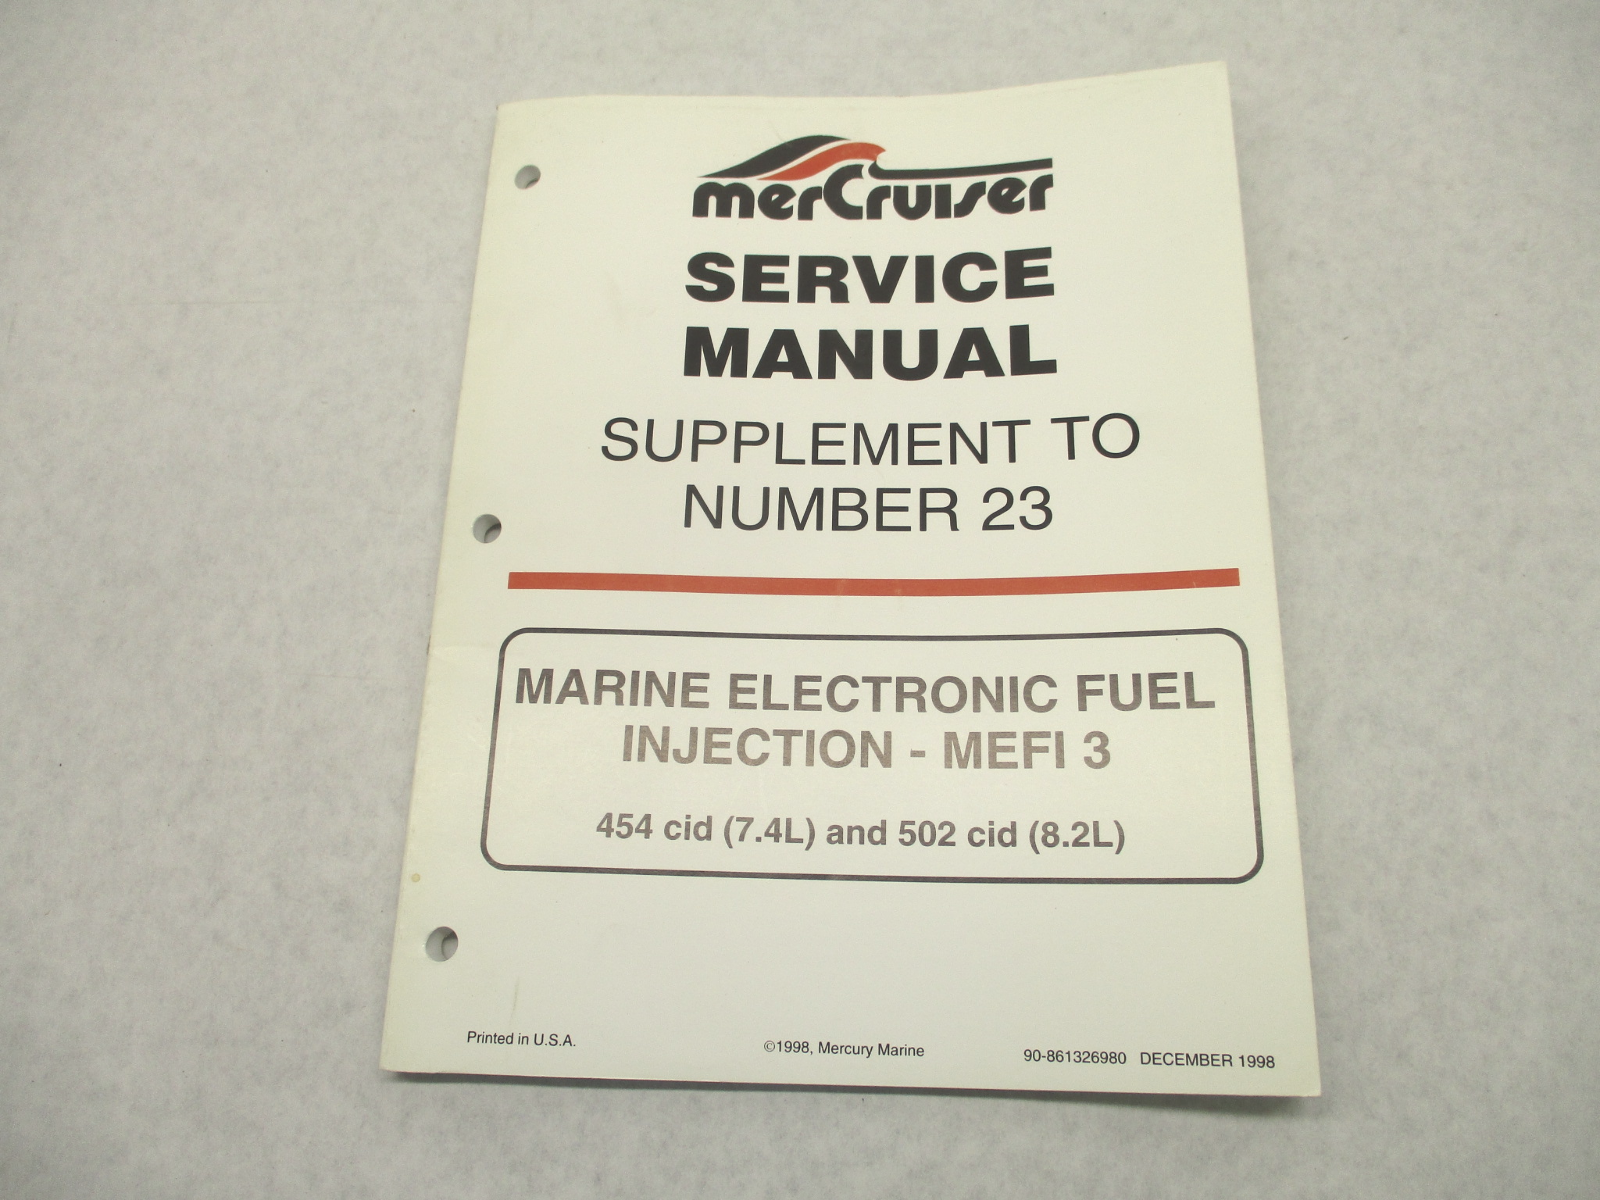 merCruiser
SERVICE
MANUAL
SUPPLEMENT TO
NUMBER 23
MARINE ELECTRONIC FUEL
INJECTION - MEFI 3
454 cid (7.4L) and 502 cid (8.2L)
Printed in U.S.A.
©1998, Mercury Marine
90-861326980 DECEMBER 1998